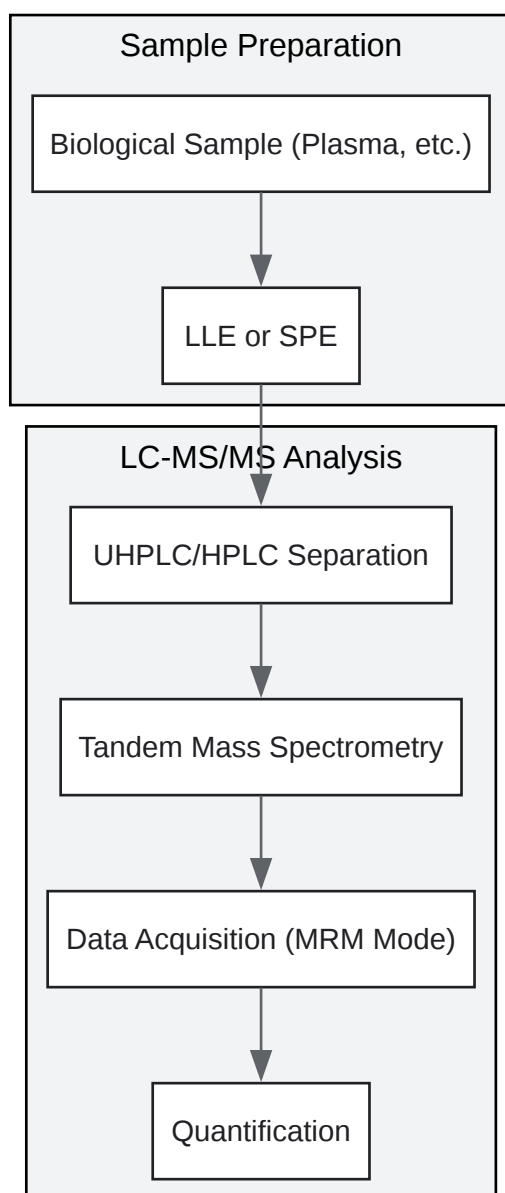 Sample Preparation
Biological Sample (Plasma, etc.)
LLE or SPE
LC-MS/MS Analysis
UHPLC/HPLC Separation
Tandem Mass Spectrometry
Data Acquisition (MRM Mode)
Quantification